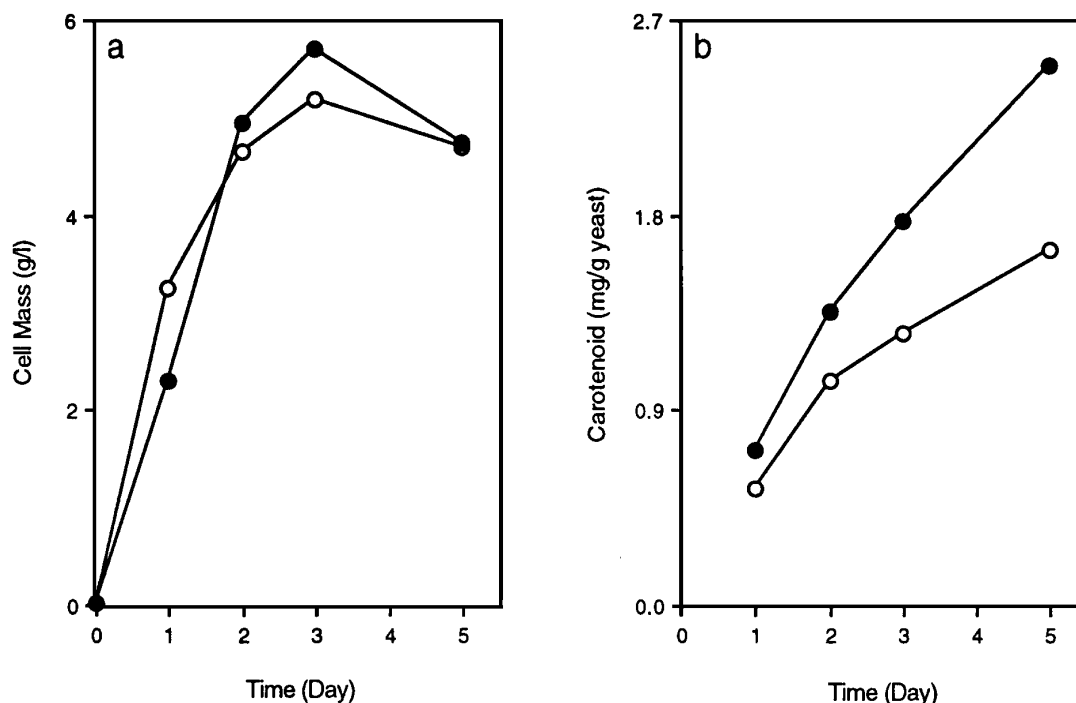 a
6
4
2
0
Cell Mass (g/l)
0 1 2 3 4 5
Time (Day)
b
2.7
1.8
0.9
0.0
Carotenoid (mg/g yeast)
0 1 2 3 4 5
Time (Day)